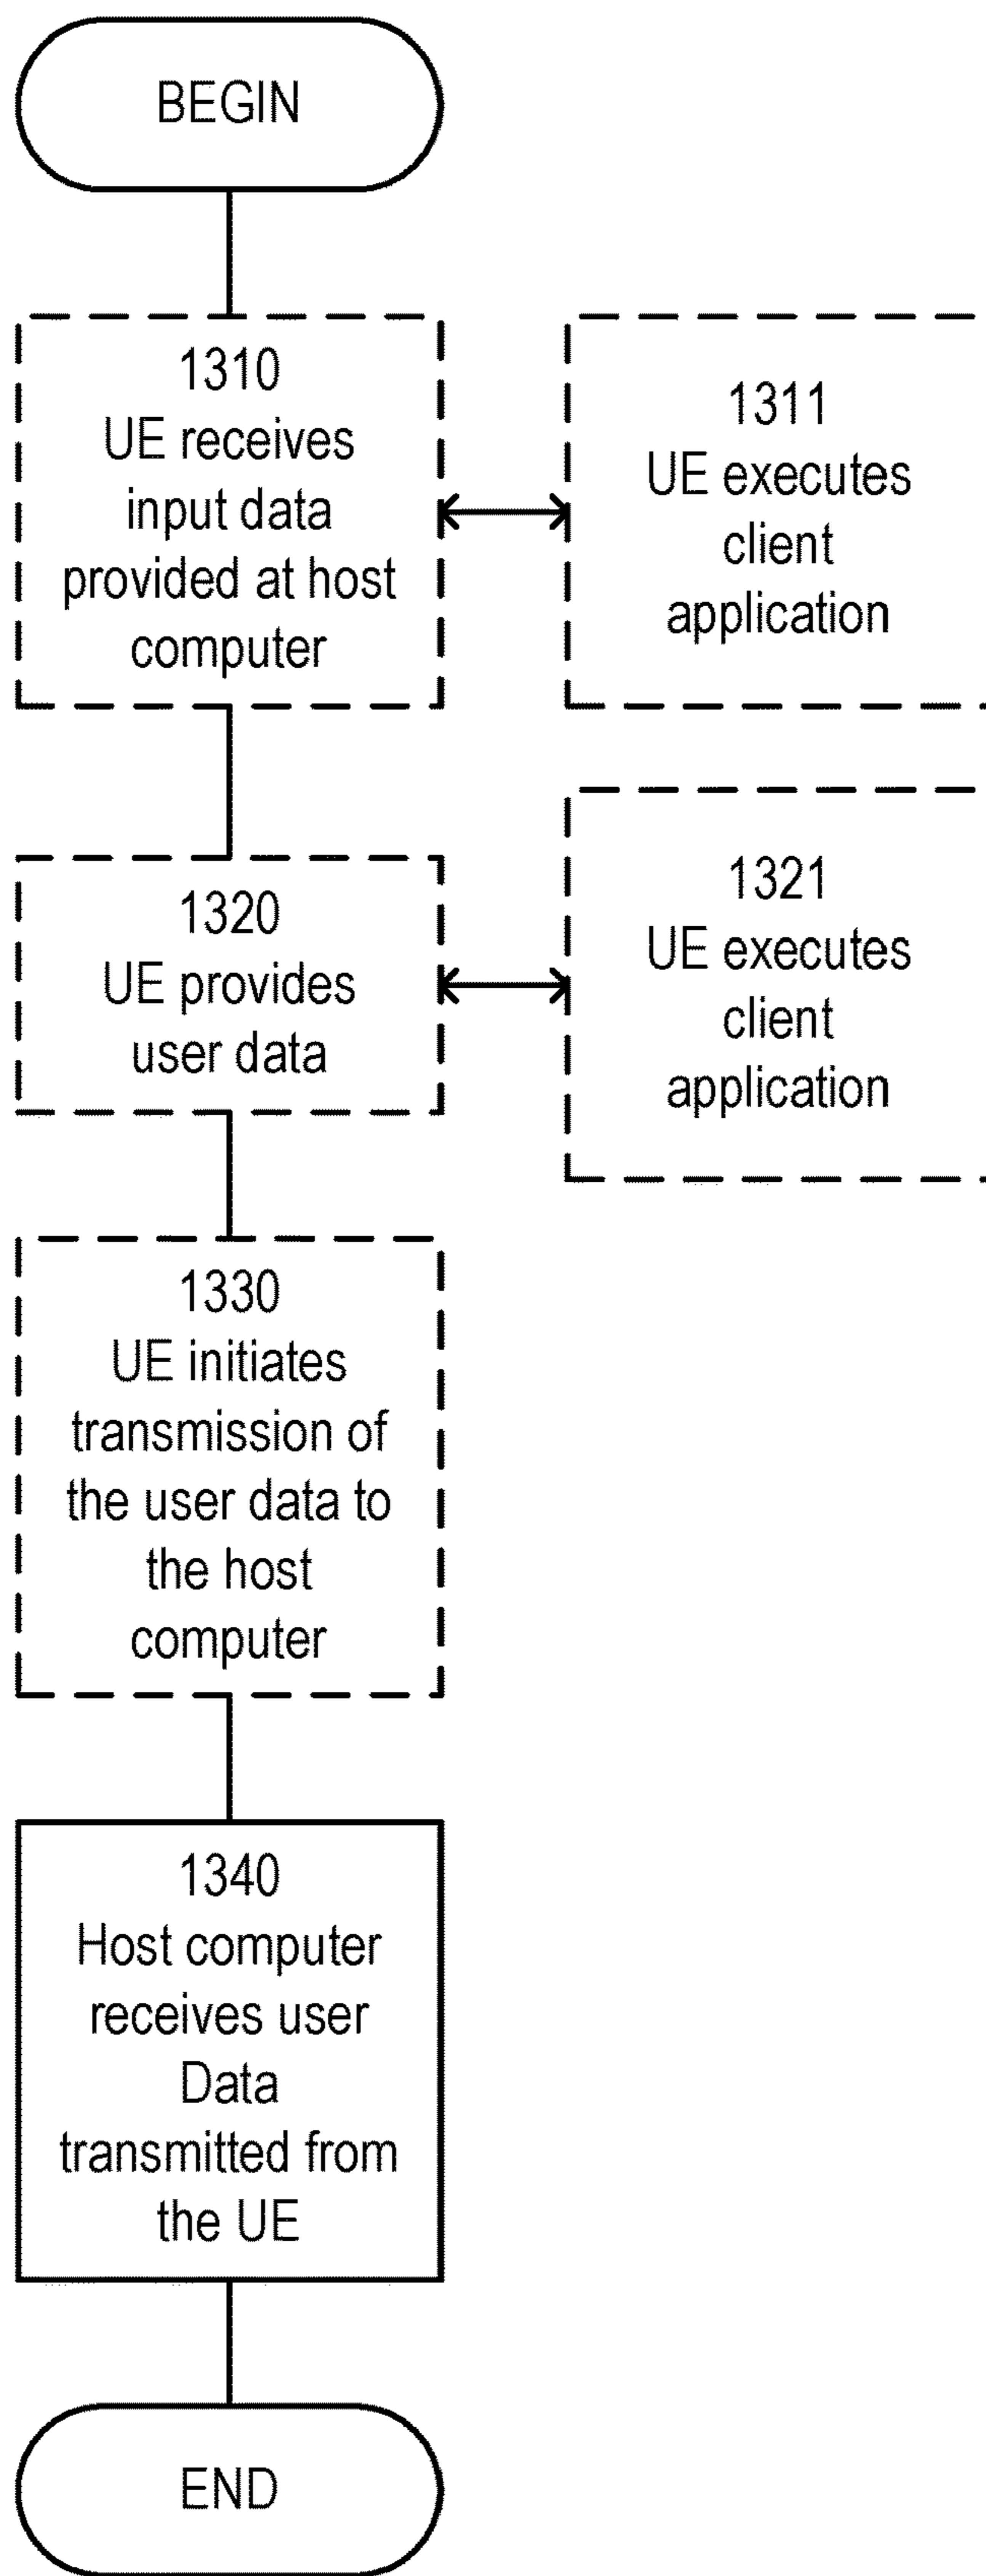 BEGIN
1310
UE receives
input data
provided at host
computer
1311
UE executes
client
application
1320
UE provides
user data
1321
UE executes
client
application
1330
UE initiates
transmission of
the user data to
the host
computer
1340
Host computer
receives user
Data
transmitted from
the UE
END